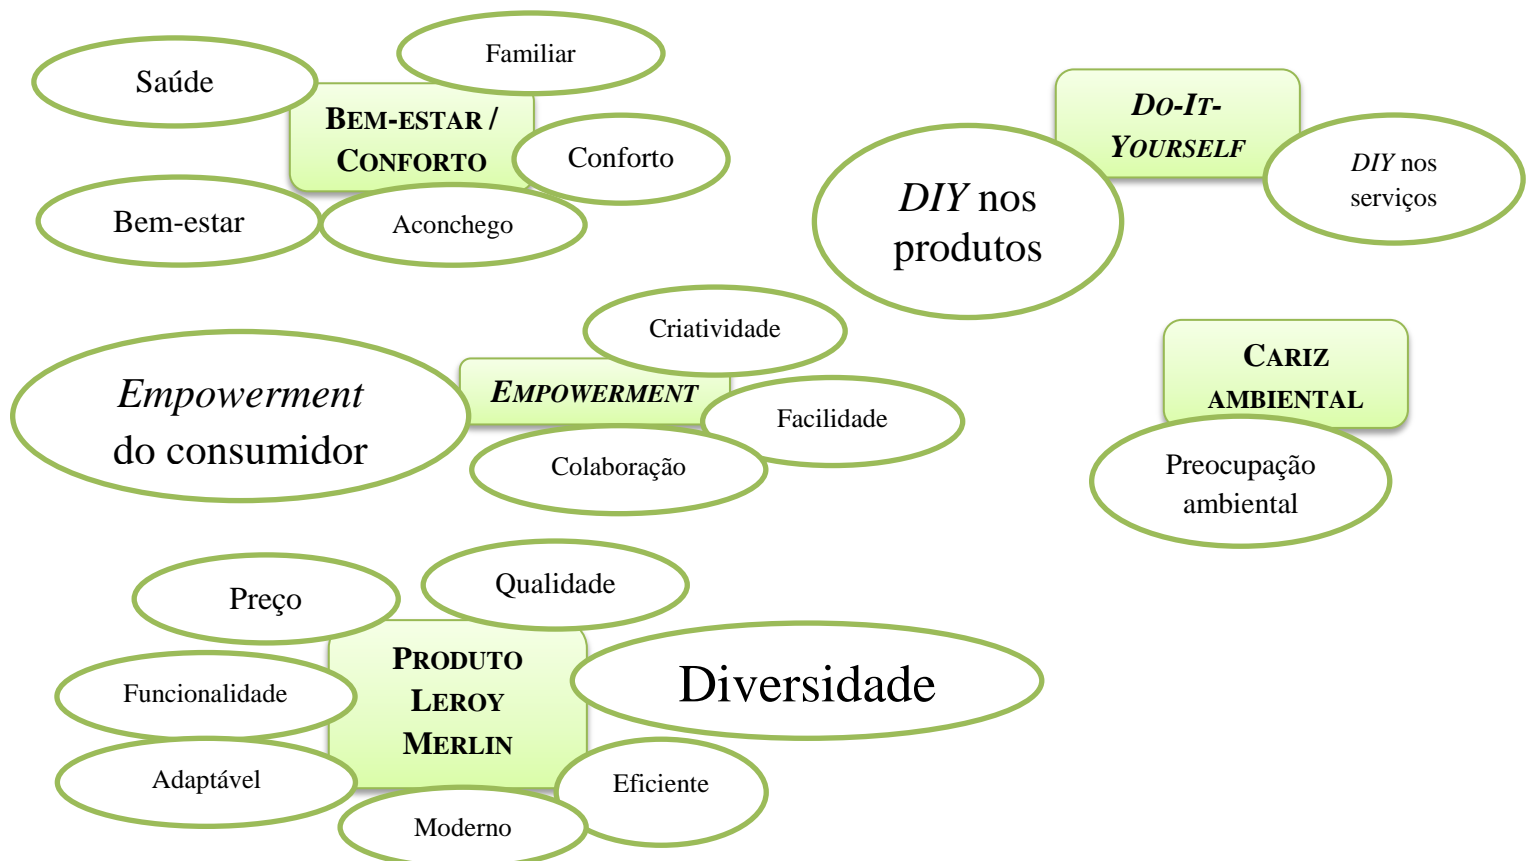 Familiar
Saúde
BEM-ESTAR /
CONFORTO
Conforto
Bem-estar
Aconchego
DO-IT-
YOURSELF
DIY nos
produtos
DIY nos
serviços
Criatividade
Empowerment
do consumidor
EMPOWERMENT
Facilidade
Colaboração
CARIZ
AMBIENTAL
Preocupação
ambiental
Qualidade
Preço
PRODUTO
LEROY
MERLIN
Diversidade
Funcionalidade
Adaptável
Eficiente
Moderno